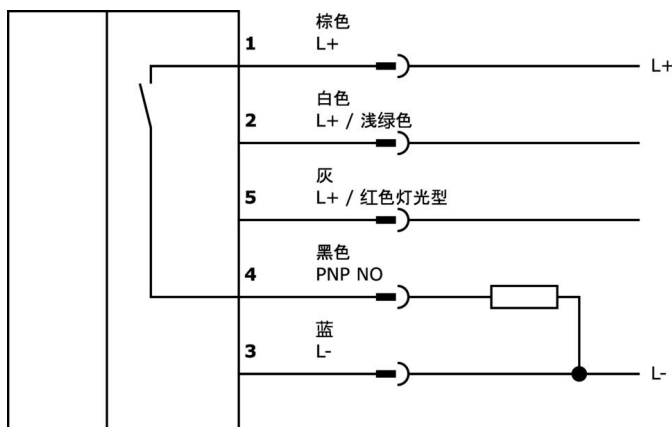 棕色
1 L+
L+
白色
2 L+ / 浅绿色
灰
5 L+ / 红色灯光型
黑色
4 PNP NO
蓝
3 L-
L-